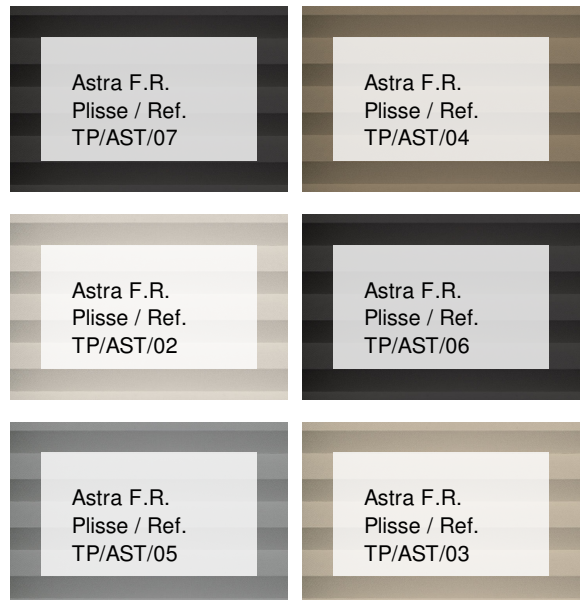 Astra F.R.
Plisse / Ref.
TP/AST/07
Astra F.R.
Plisse / Ref.
TP/AST/04
Astra F.R.
Plisse / Ref.
TP/AST/02
Astra F.R.
Plisse / Ref.
TP/AST/06
Astra F.R.
Plisse / Ref.
TP/AST/05
Astra F.R.
Plisse / Ref.
TP/AST/03